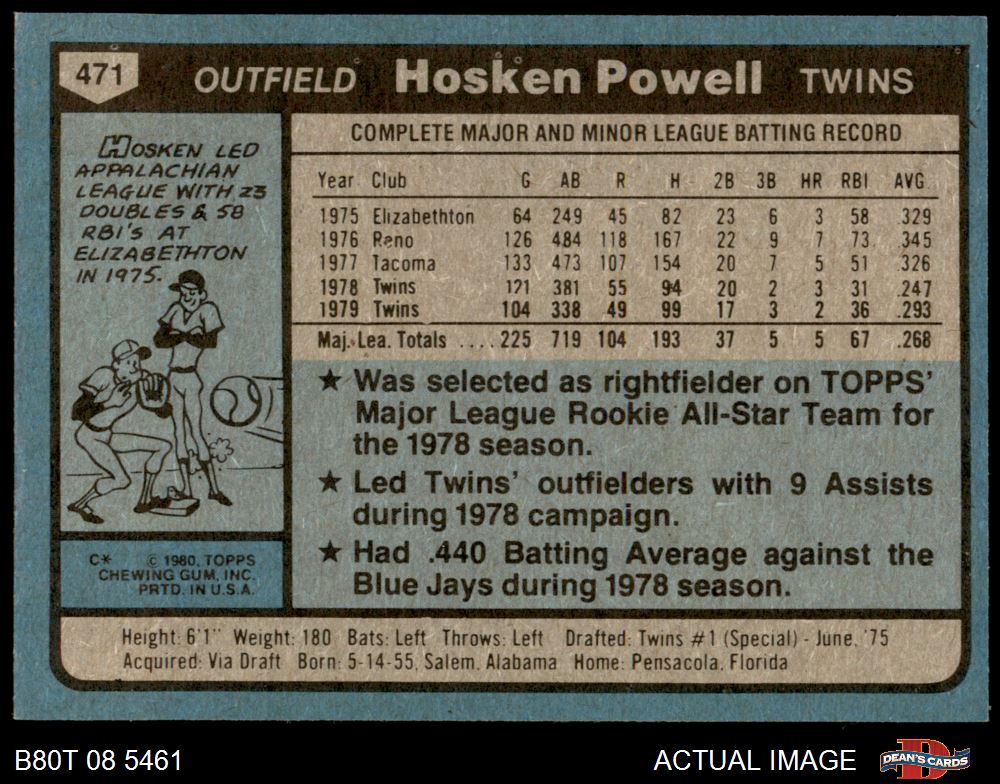 471 OUTFIELD Hosken Powell TWINS
HOSKEN LED
APPALACHIAN
LEAGUE WITH 23
DOUBLES & 58
RBI'S AT
ELIZABETHTON
IN 1975.
C* © 1980, TOPPS
CHEWING GUM, INC.
PRTD. IN U.S.A.
COMPLETE MAJOR AND MINOR LEAGUE BATTING RECORD
Year Club G AB R H 2B 3B HR RBI AVG.
1975 Elizabethton 64 249 45 82 23 6 3 58 .329
1976 Reno 126 484 118 167 22 9 7 73 .345
1977 Tacoma 133 473 107 154 20 7 5 51 .326
1978 Twins 121 381 55 94 20 2 3 31 .247
1979 Twins 104 338 49 99 17 3 2 36 .293
Maj. Lea. Totals .... 225 719 104 193 37 5 5 67 .268
★ Was selected as rightfielder on TOPPS'
Major League Rookie All-Star Team for
the 1978 season.
★ Led Twins' outfielders with 9 Assists
during 1978 campaign.
★ Had .440 Batting Average against the
Blue Jays during 1978 season.
Height: 6'1" Weight: 180 Bats: Left Throws: Left Drafted: Twins #1 (Special) - June, '75
Acquired: Via Draft Born: 5-14-55, Salem, Alabama Home: Pensacola, Florida
B80T 08 5461 ACTUAL IMAGE DEAN'S CARDS